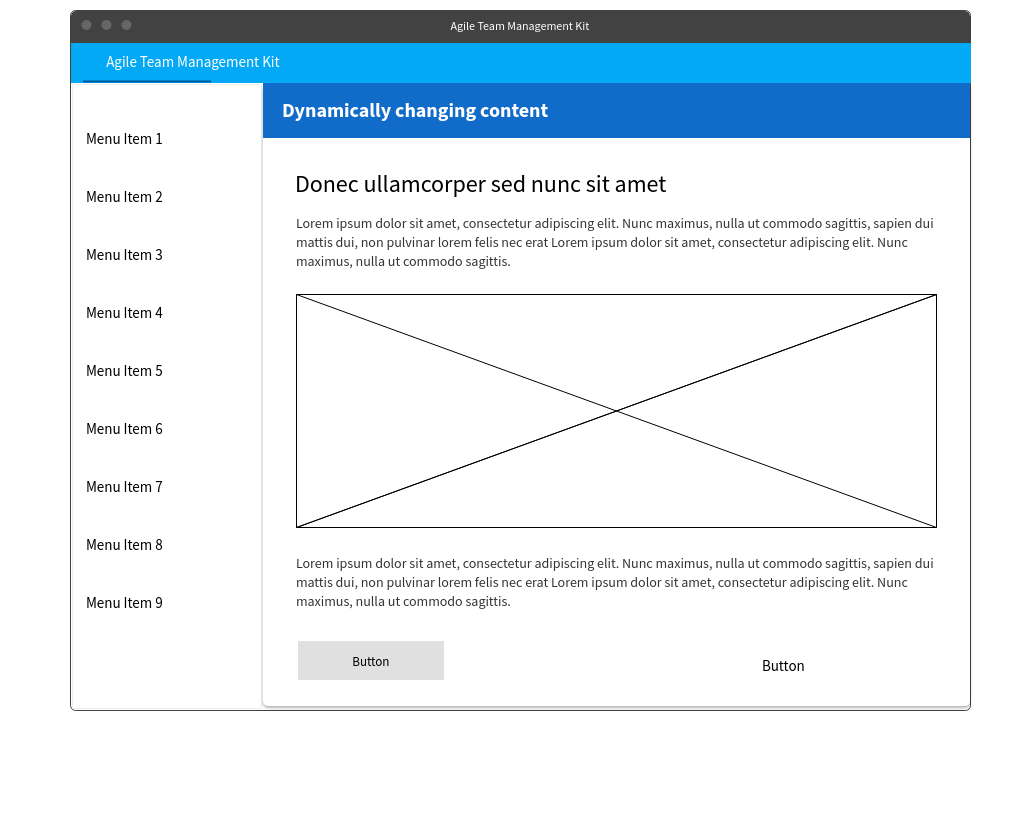 Agile Team Management Kit
Agile Team Management Kit
Dynamically changing content
Menu Item 1
Menu Item 2
Menu Item 3
Menu Item 4
Menu Item 5
Menu Item 6
Menu Item 7
Menu Item 8
Menu Item 9
Donec ullamcorper sed nunc sit amet
Lorem ipsum dolor sit amet, consectetur adipiscing elit. Nunc maximus, nulla ut commodo sagittis, sapien dui
mattis dui, non pulvinar lorem felis nec erat Lorem ipsum dolor sit amet, consectetur adipiscing elit. Nunc
maximus, nulla ut commodo sagittis.
Lorem ipsum dolor sit amet, consectetur adipiscing elit. Nunc maximus, nulla ut commodo sagittis, sapien dui
mattis dui, non pulvinar lorem felis nec erat Lorem ipsum dolor sit amet, consectetur adipiscing elit. Nunc
maximus, nulla ut commodo sagittis.
Button
Button